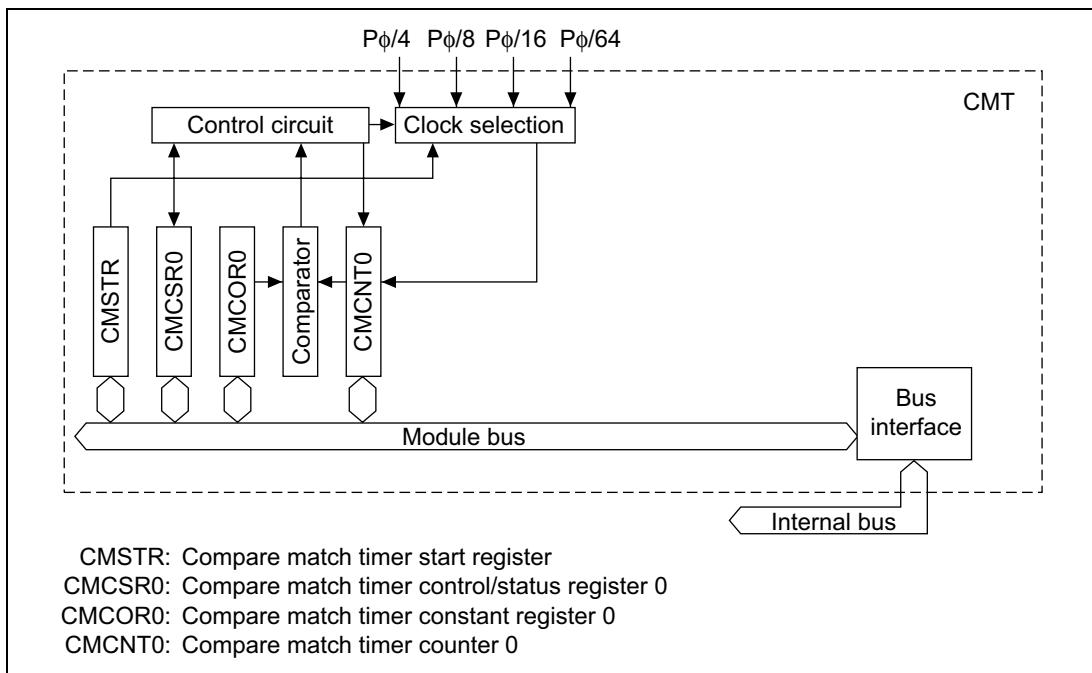 Pϕ/4 Pϕ/8 Pϕ/16 Pϕ/64
CMT
Control circuit
Clock selection
CMSTR
CMCSR0
CMCOR0
Comparator
CMCNT0
Bus
interface
Module bus
Internal bus
CMSTR: Compare match timer start register
CMCSR0: Compare match timer control/status register 0
CMCOR0: Compare match timer constant register 0
CMCNT0: Compare match timer counter 0